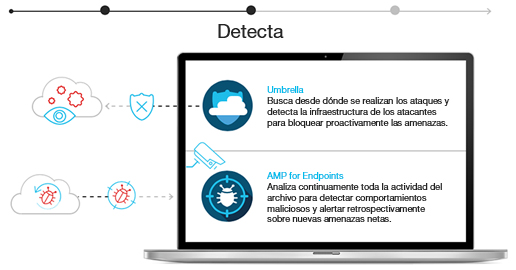 Detecta
Umbrella
Busca desde dónde se realizan los ataques y
detecta la infraestructura de los atacantes
para bloquear proactivamente las amenazas.
AMP for Endpoints
Analiza continuamente toda la actividad del
archivo para detectar comportamientos
maliciosos y alertar retrospectivamente
sobre nuevas amenazas netas.